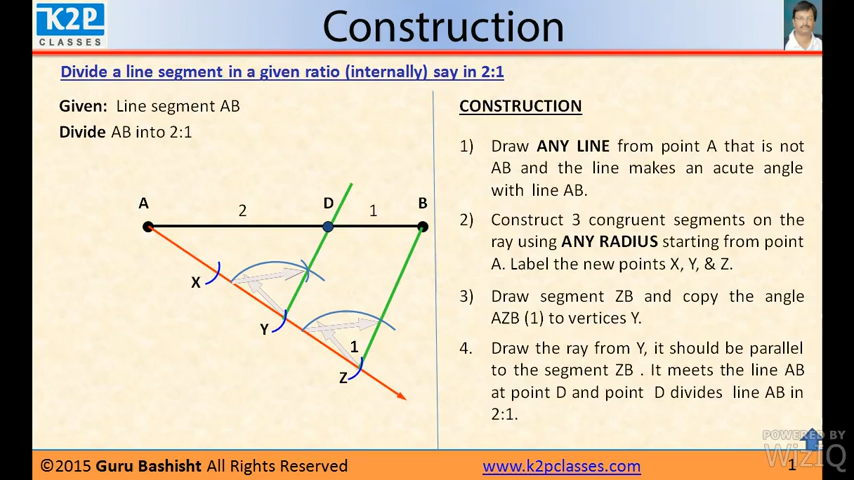 K2P
CLASSES
Construction
Divide a line segment in a given ratio (internally) say in 2:1
Given: Line segment AB
Divide AB into 2:1
A
2
D
1
B
X
Y
1
Z
CONSTRUCTION
1) Draw ANY LINE from point A that is not
AB and the line makes an acute angle
with line AB.
2) Construct 3 congruent segments on the
ray using ANY RADIUS starting from point
A. Label the new points X, Y, & Z.
3) Draw segment ZB and copy the angle
AZB (1) to vertices Y.
4. Draw the ray from Y, it should be parallel
to the segment ZB . It meets the line AB
at point D and point D divides line AB in
2:1.
POWERED BY
WizIQ
©2015 Guru Bashisht All Rights Reserved
www.k2pclasses.com
1